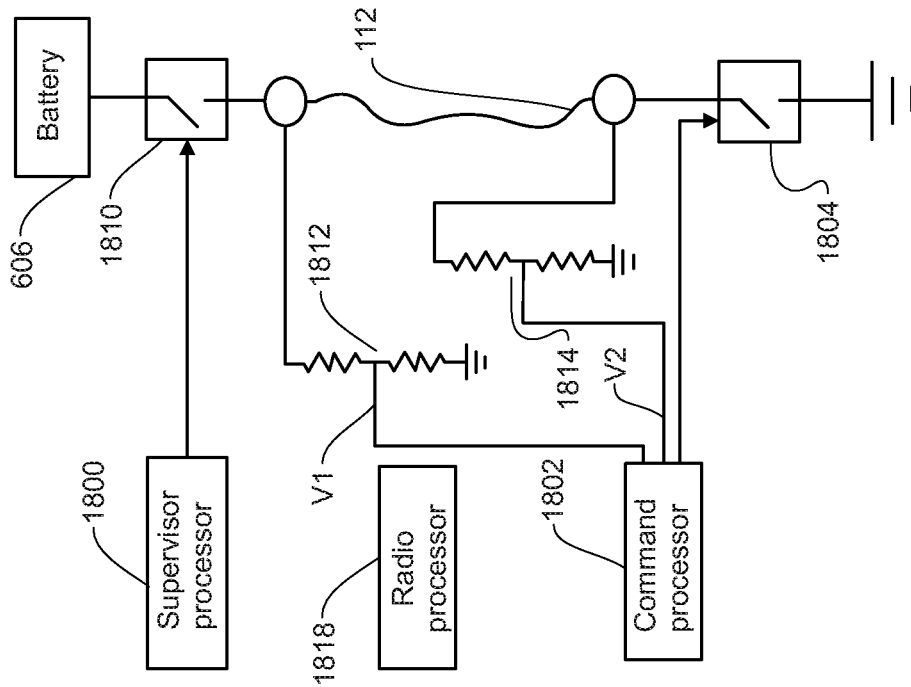 Battery
606
1810
112
1812
1804
1814
V1
V2
1800
Supervisor
processor
1818
Radio
processor
1802
Command
processor